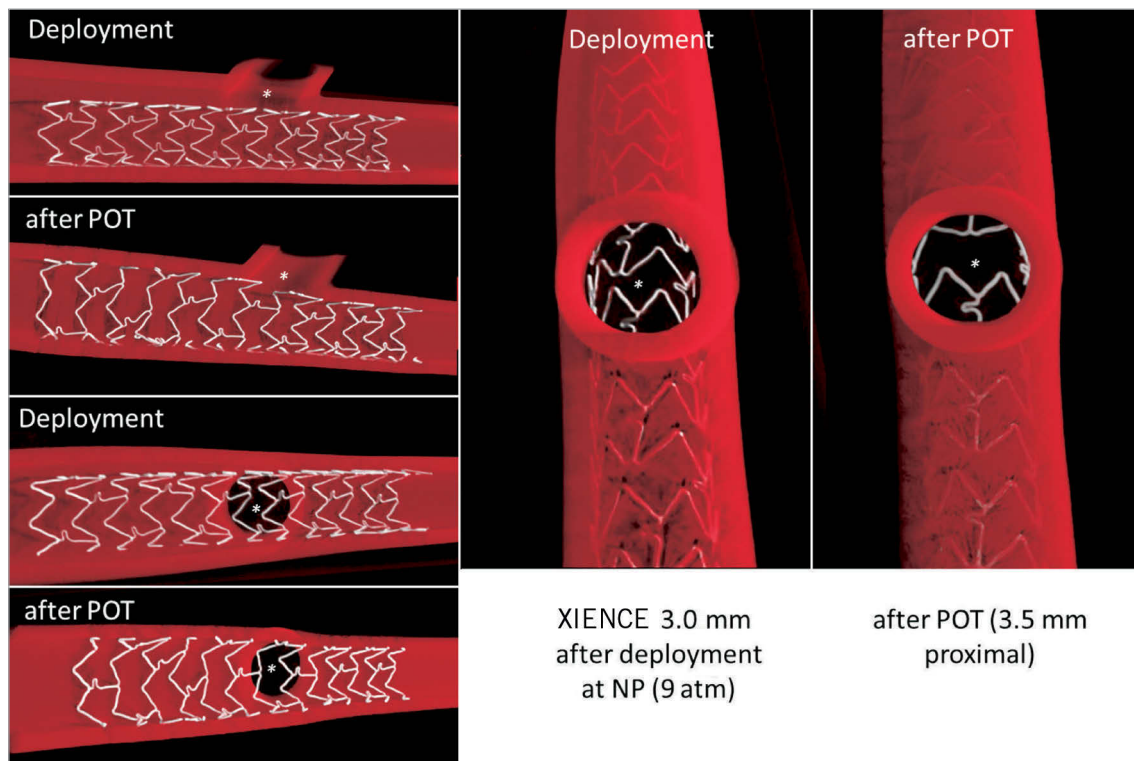 Deployment
*
after POT
*
Deployment
*
after POT
*
Deployment
*
after POT
*
XIENCE 3.0 mm
after deployment
at NP (9 atm)
after POT (3.5 mm
proximal)